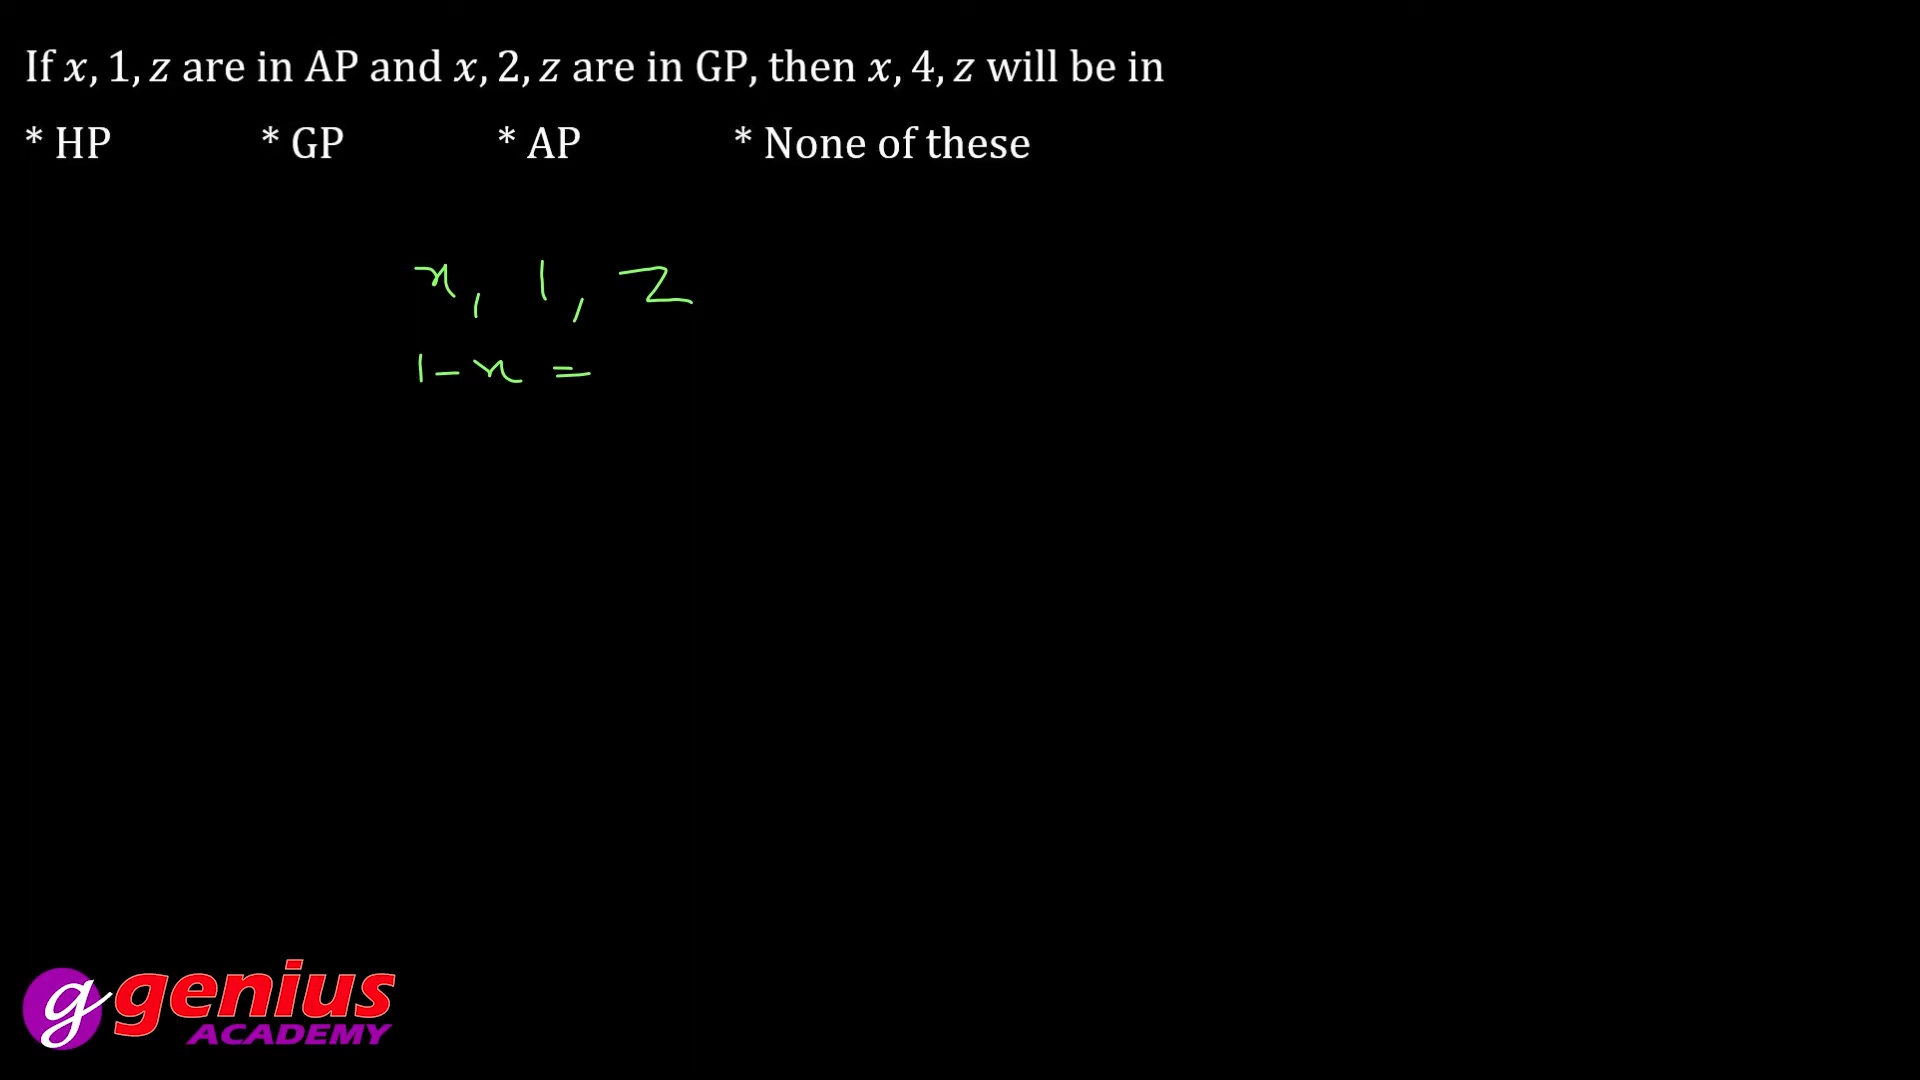 If x, 1, z are in AP and x, 2, z are in GP, then x, 4, z will be in
* HP * GP * AP * None of these
x, 1, z
1 - x =
g genius
ACADEMY